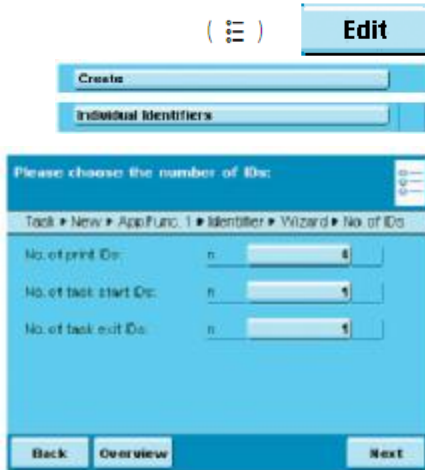 ( ) Edit
Create
Individual Identifiers
Please choose the number of IDs:
Task ▸ New ▸ App.Func. 1 ▸ Identifier ▸ Wizard ▸ No. of IDs
No. of print IDs: n
No. of task start IDs: n 1
No. of task exit IDs: n 1
Back Overview Next